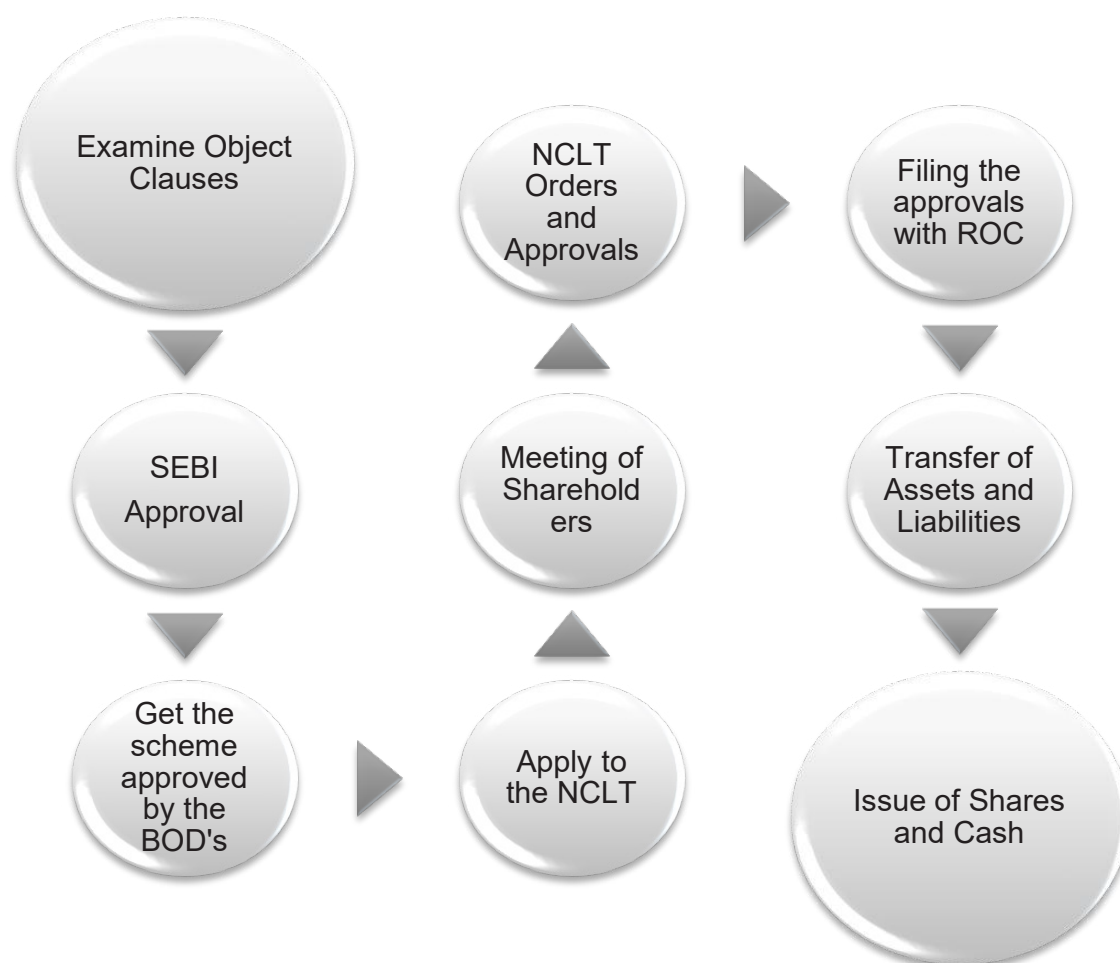 Examine Object
Clauses
SEBI
Approval
Get the
scheme
approved
by the
BOD's
Apply to
the NCLT
Meeting of
Sharehold
ers
NCLT
Orders
and
Approvals
Filing the
approvals
with ROC
Transfer of
Assets and
Liabilities
Issue of Shares
and Cash